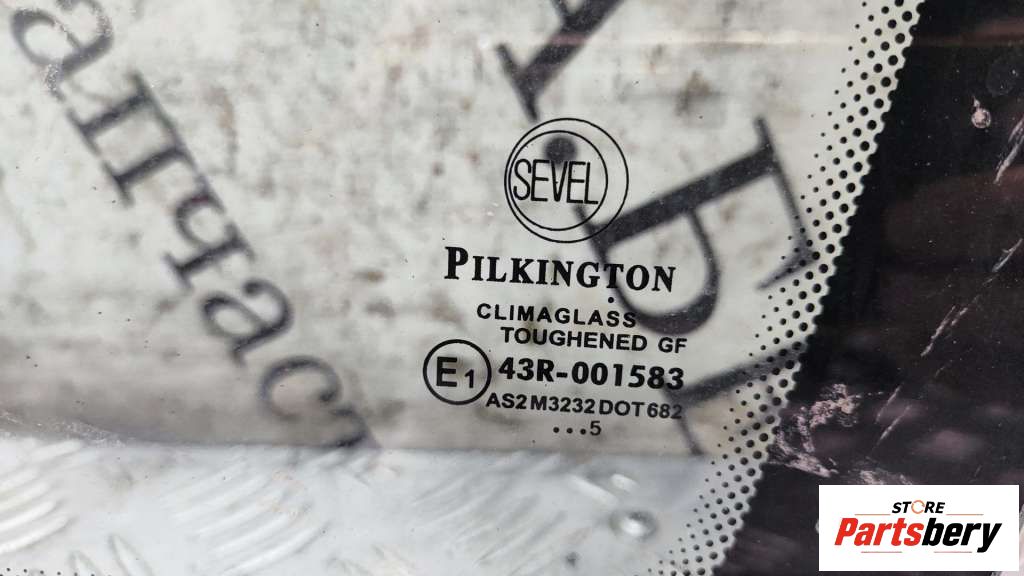 SEVEL
PILKINGTON
CLIMAGLASS
TOUGHENED GF
E1 43R-001583
AS2 M3232 DOT 682
...5
STORE
Partsbery